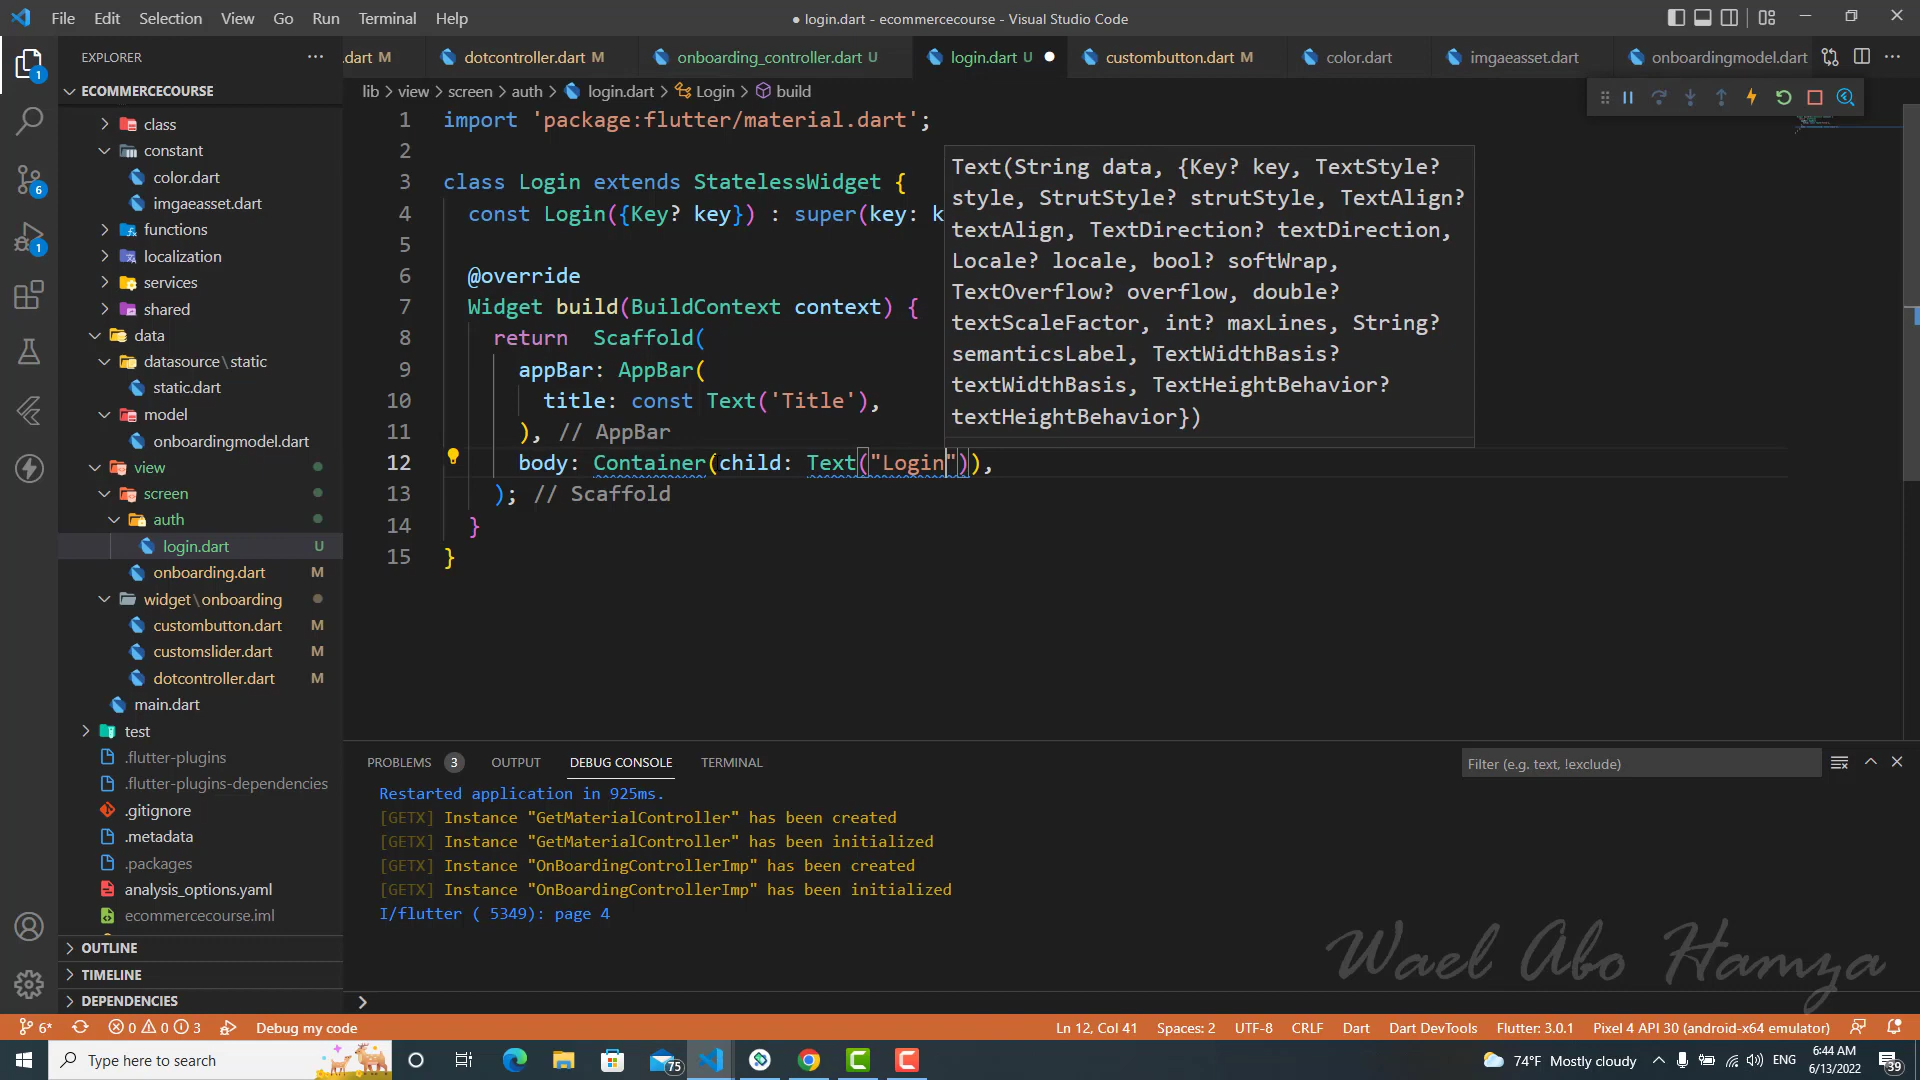 File Edit Selection View Go Run Terminal Help
● login.dart - ecommercecourse - Visual Studio Code
EXPLORER
.dart M
dotcontroller.dart M
onboarding_controller.dart U
login.dart U
custombutton.dart M
color.dart
imgaeasset.dart
onboardingmodel.dart
ECOMMERCECOURSE
lib > view > screen > auth > login.dart > Login > build
class
constant
color.dart
imgaeasset.dart
functions
localization
services
shared
data
datasource\static
static.dart
model
onboardingmodel.dart
view
screen
auth
login.dart U
onboarding.dart M
widget\onboarding
custombutton.dart M
customslider.dart M
dotcontroller.dart M
main.dart
test
.flutter-plugins
.flutter-plugins-dependencies
.gitignore
.metadata
.packages
analysis_options.yaml
ecommercecourse.iml
OUTLINE
TIMELINE
DEPENDENCIES
1
6
1
1 import 'package:flutter/material.dart';
2
3 class Login extends StatelessWidget {
4 const Login({Key? key}) : super(key: k
5
6 @override
7 Widget build(BuildContext context) {
8 return  Scaffold(
9 appBar: AppBar(
10 title: const Text('Title'),
11 ), // AppBar
12 body: Container(child: Text("Login")),
13 ); // Scaffold
14 }
15 }
Text(String data, {Key? key, TextStyle?
style, StrutStyle? strutStyle, TextAlign?
textAlign, TextDirection? textDirection,
Locale? locale, bool? softWrap,
TextOverflow? overflow, double?
textScaleFactor, int? maxLines, String?
semanticsLabel, TextWidthBasis?
textWidthBasis, TextHeightBehavior?
textHeightBehavior})
PROBLEMS 3 OUTPUT DEBUG CONSOLE TERMINAL
Filter (e.g. text, !exclude)
Restarted application in 925ms.
[GETX] Instance "GetMaterialController" has been created
[GETX] Instance "GetMaterialController" has been initialized
[GETX] Instance "OnBoardingControllerImp" has been created
[GETX] Instance "OnBoardingControllerImp" has been initialized
I/flutter ( 5349): page 4
Wael Abo Hamza
6* 0 0 3 Debug my code
Ln 12, Col 41 Spaces: 2 UTF-8 CRLF Dart Dart DevTools Flutter: 3.0.1 Pixel 4 API 30 (android-x64 emulator)
Type here to search
75
74°F Mostly cloudy
ENG
6:44 AM
6/13/2022
39